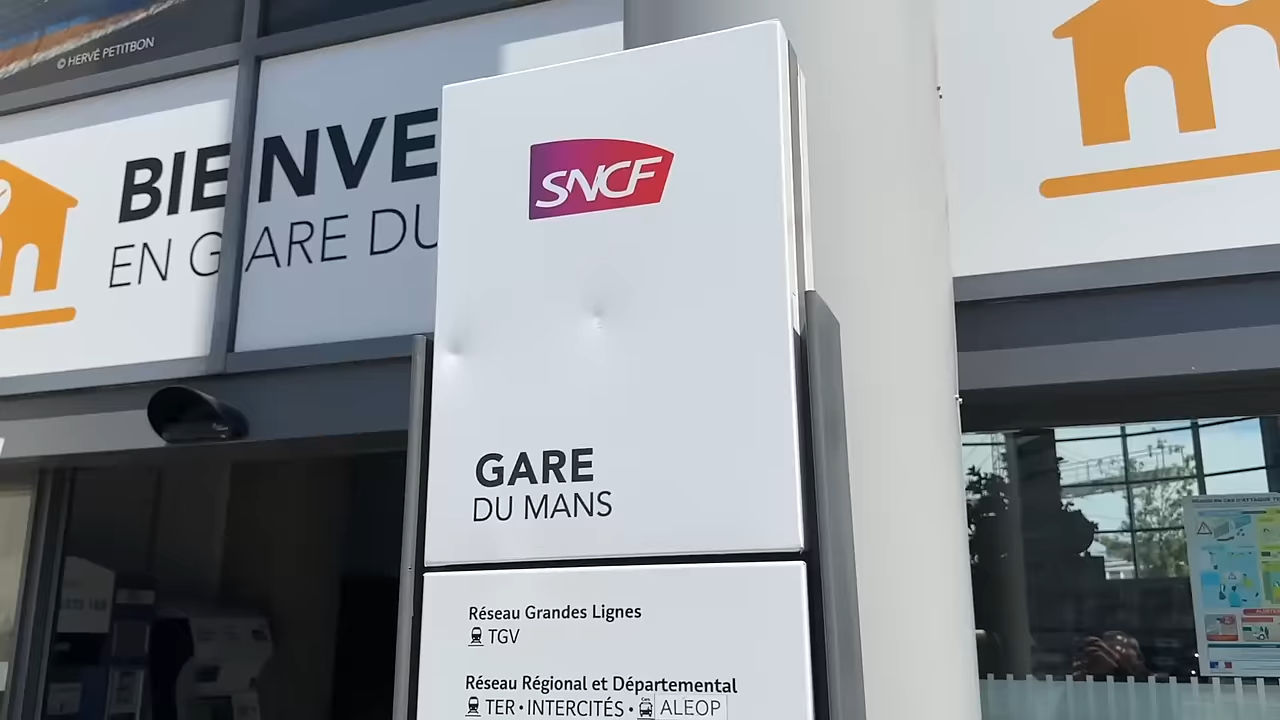 © HERVÉ PETITBON
BIENVE
EN GARE DU
SNCF
GARE
DU MANS
Réseau Grandes Lignes
TGV
Réseau Régional et Départemental
TER • INTERCITÉS • ALEOP